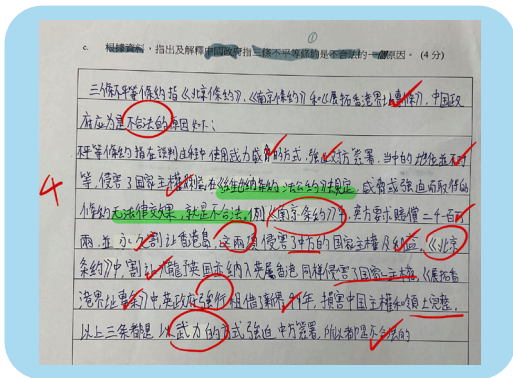 ①
c. 根據資料，指出及解釋中國政府指三條不平等條約是不合法的一個原因。(4分)
三條不平等條約指《北京條約》，《南京條約》和《展拓香港界址專條》，中國政
府認為是不合法的原因如下：
不平等條約指在談判過程中使用武力威脅的方式，強迫對方簽署，當中的地位並不對
等，侵害了國家主權。例如在《維也納條約法公約》規定，威脅或強迫而取得的
條約无法律效果，就是不合法。例《南京條約》中，英方要求賠償二千一百萬
兩，並永久割让香港島，這兩項侵害了中方的國家主權及利益。《北京
條約》中，割让九龍予英國並納入英屬香港，同样侵害了國家主权。《展拓香
港界址專條》中英政府強行租借了新界99年，損害中国主權和領土完整。
以上三条都是以武力的方式強迫中方簽署，所以都是不合法的
4